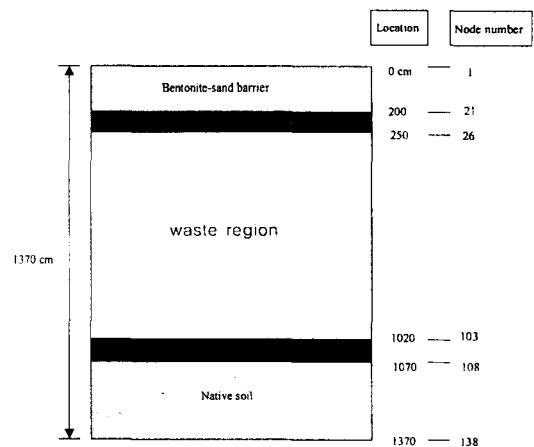 Location Node number
0 cm 1
Bentonite-sand barrier
200 21
250 26
waste region
1370 cm
1020 103
1070 108
Native soil
1370 138